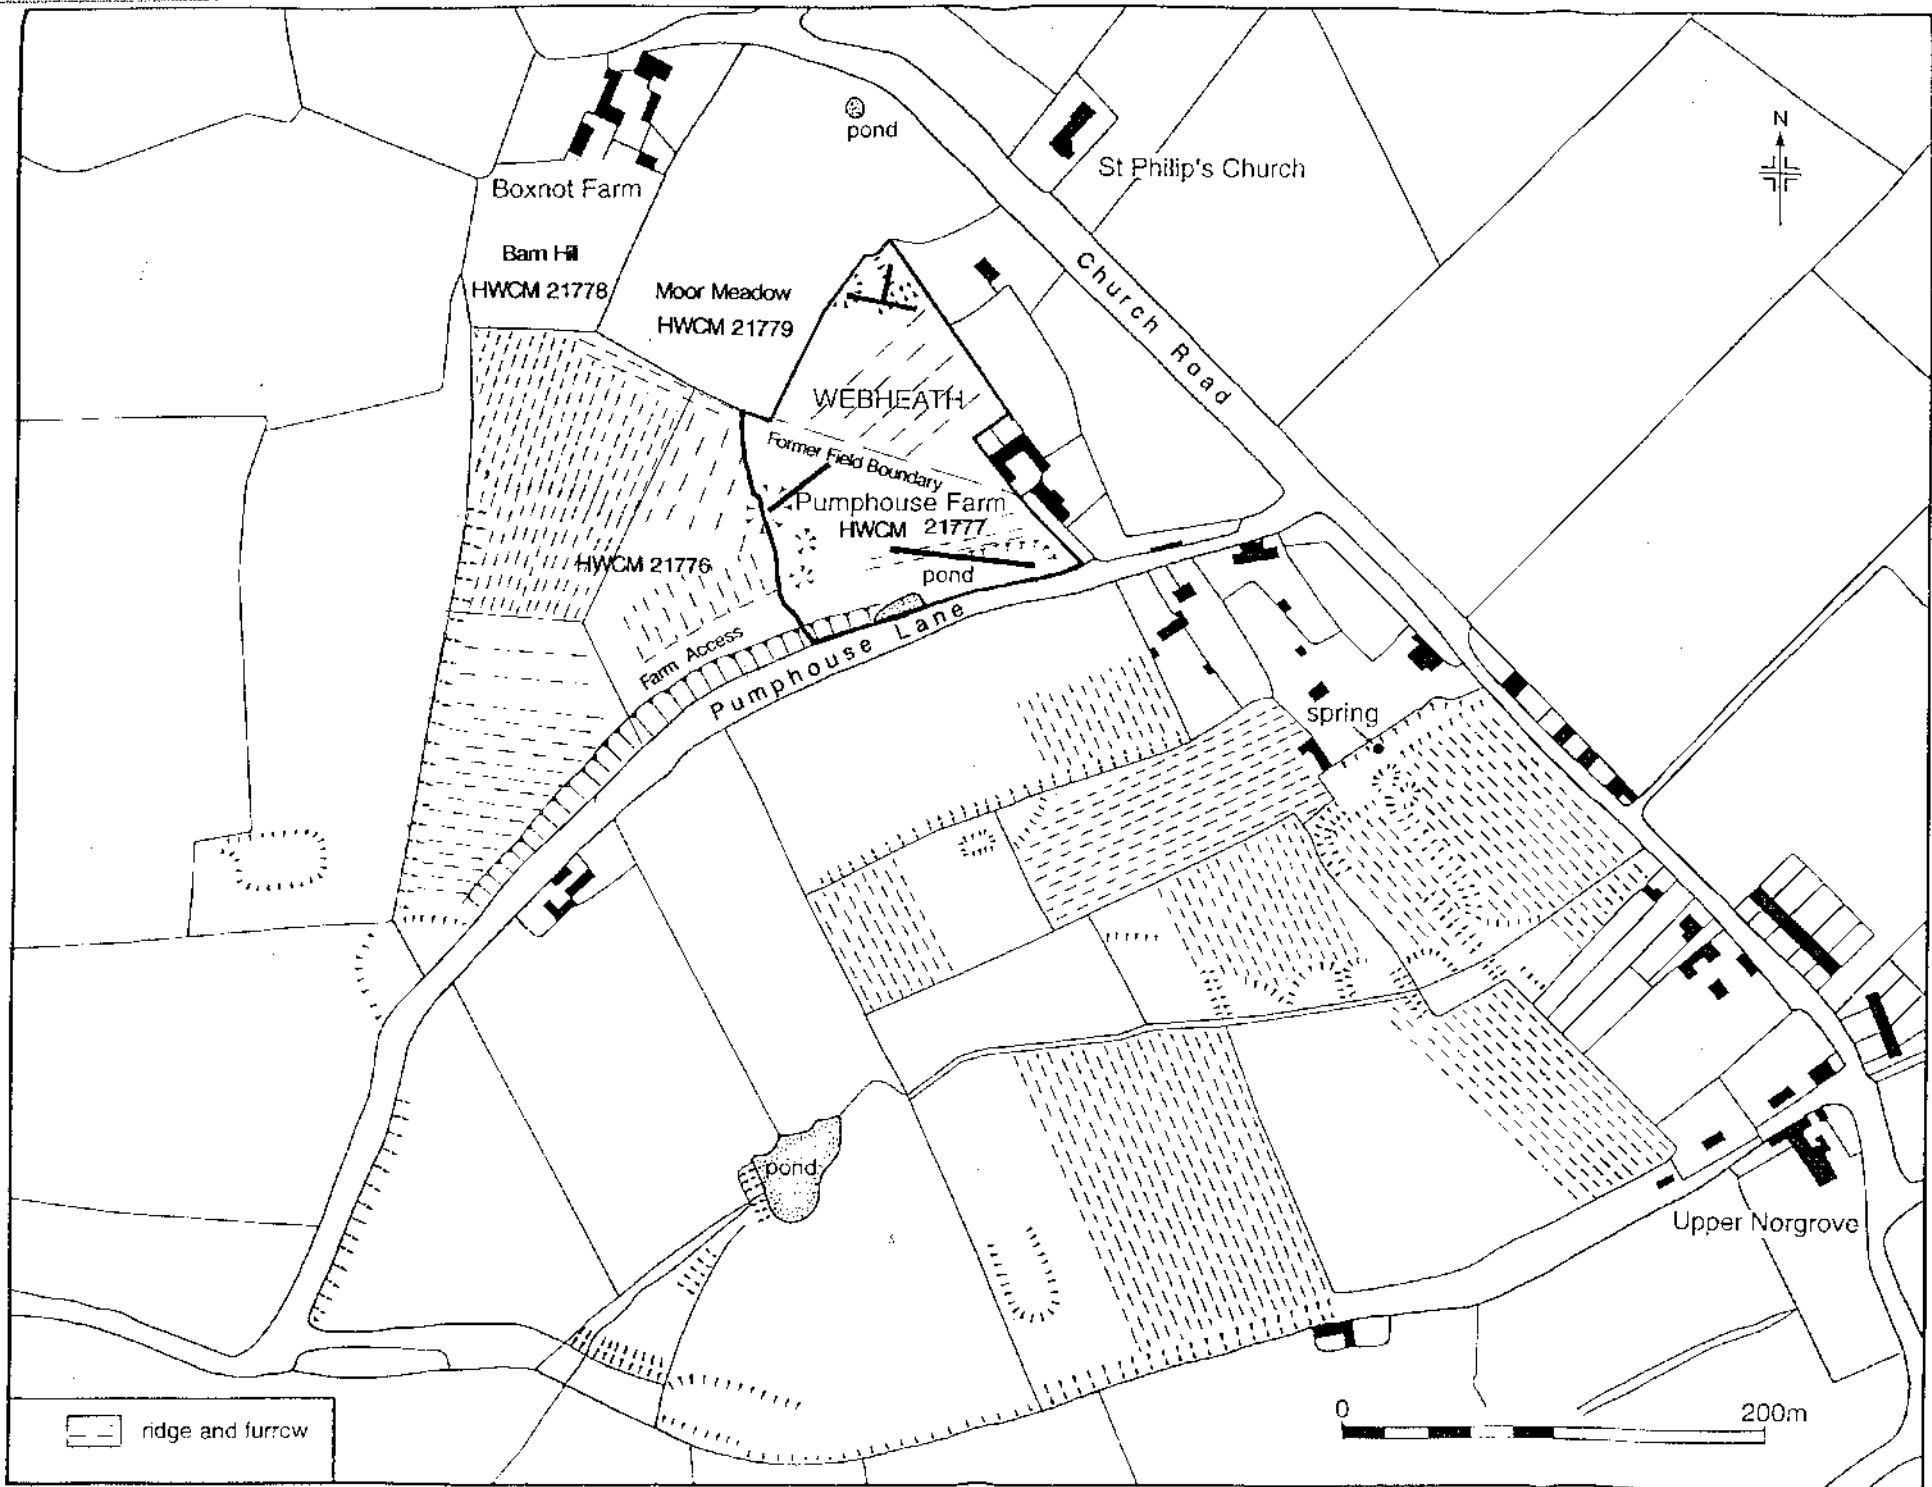 pond
N
St Philip's Church
Boxnot Farm
Barn Hill
HWCM 21778
Moor Meadow
HWCM 21779
Church Road
WEBHEATH
Former Field Boundary
Pumphouse Farm
HWCM 21777
HWCM 21776
pond
Farm Access
Pumphouse Lane
spring
pond
Upper Norgrove
0 200m
ridge and furrow